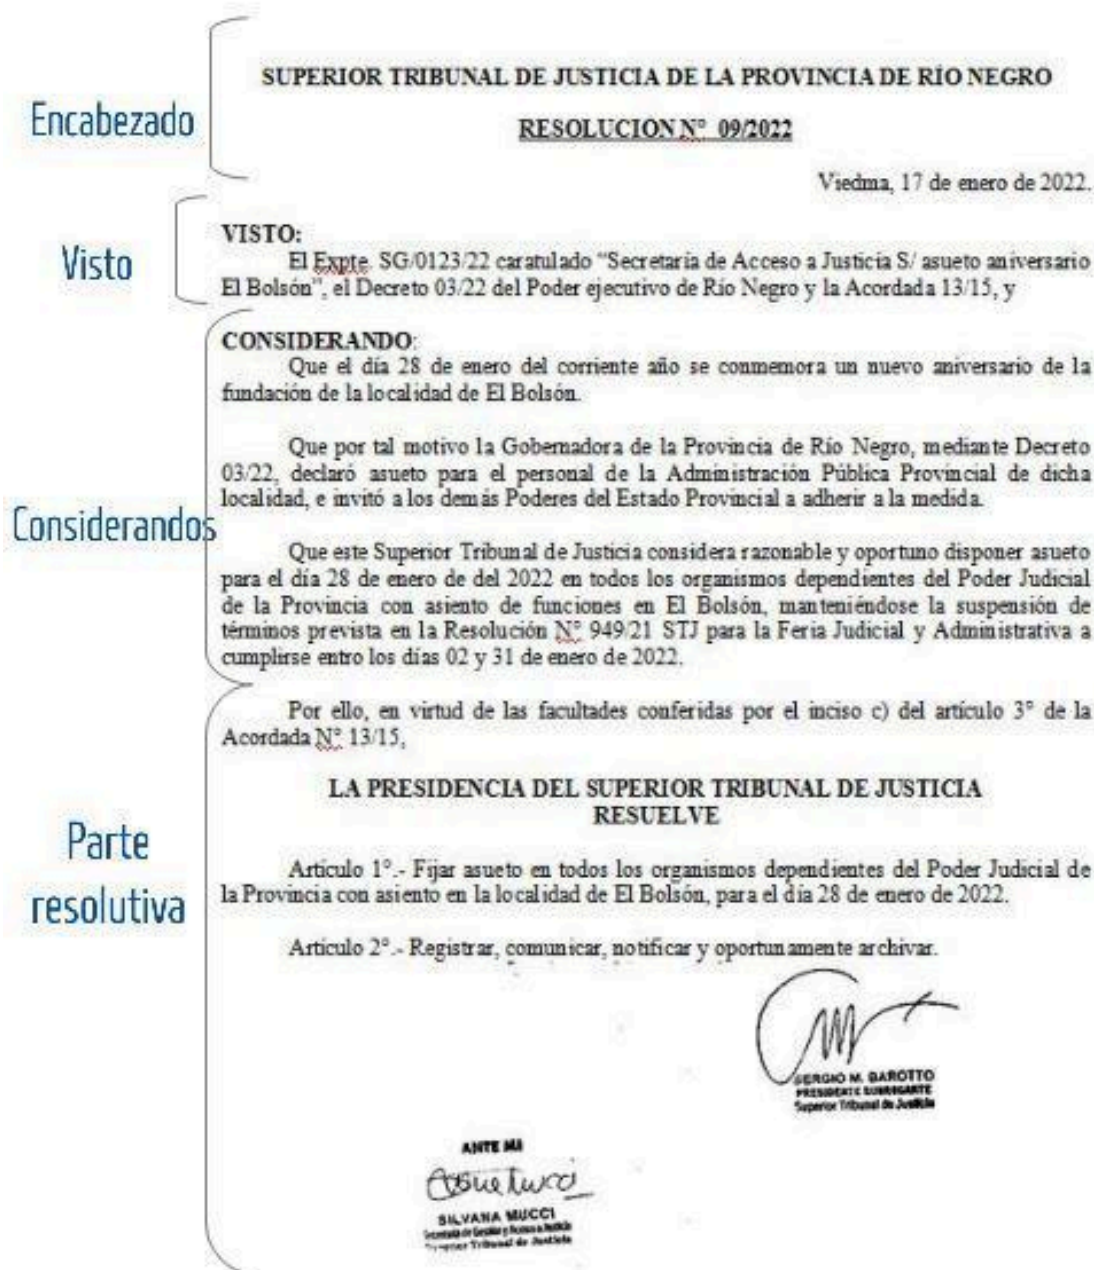 Encabezado
SUPERIOR TRIBUNAL DE JUSTICIA DE LA PROVINCIA DE RÍO NEGRO
RESOLUCIÓN N° 09/2022
Viedma, 17 de enero de 2022.
Visto
VISTO:
El Expte. SG/0123/22 caratulado “Secretaría de Acceso a Justicia S/ asueto aniversario
El Bolsón”, el Decreto 03/22 del Poder ejecutivo de Río Negro y la Acordada 13/15, y
Considerandos
CONSIDERANDO:
Que el día 28 de enero del corriente año se conmemora un nuevo aniversario de la
fundación de la localidad de El Bolsón.
Que por tal motivo la Gobernadora de la Provincia de Río Negro, mediante Decreto
03/22, declaró asueto para el personal de la Administración Pública Provincial de dicha
localidad, e invitó a los demás Poderes del Estado Provincial a adherir a la medida.
Que este Superior Tribunal de Justicia considera razonable y oportuno disponer asueto
para el día 28 de enero de del 2022 en todos los organismos dependientes del Poder Judicial
de la Provincia con asiento de funciones en El Bolsón, manteniéndose la suspensión de
términos prevista en la Resolución N° 949/21 STJ para la Feria Judicial y Administrativa a
cumplirse entro los días 02 y 31 de enero de 2022.
Parte
resolutiva
Por ello, en virtud de las facultades conferidas por el inciso c) del artículo 3° de la
Acordada N° 13/15,
LA PRESIDENCIA DEL SUPERIOR TRIBUNAL DE JUSTICIA
RESUELVE
Artículo 1°.- Fijar asueto en todos los organismos dependientes del Poder Judicial de
la Provincia con asiento en la localidad de El Bolsón, para el día 28 de enero de 2022.
Artículo 2°.- Registrar, comunicar, notificar y oportunamente archivar.
SERGIO M. BAROTTO
PRESIDENTE SUBROGANTE
Superior Tribunal de Justicia
ANTE MI
SILVANA MUCCI
Secretaría de Gestión y Acceso a Justicia
Superior Tribunal de Justicia